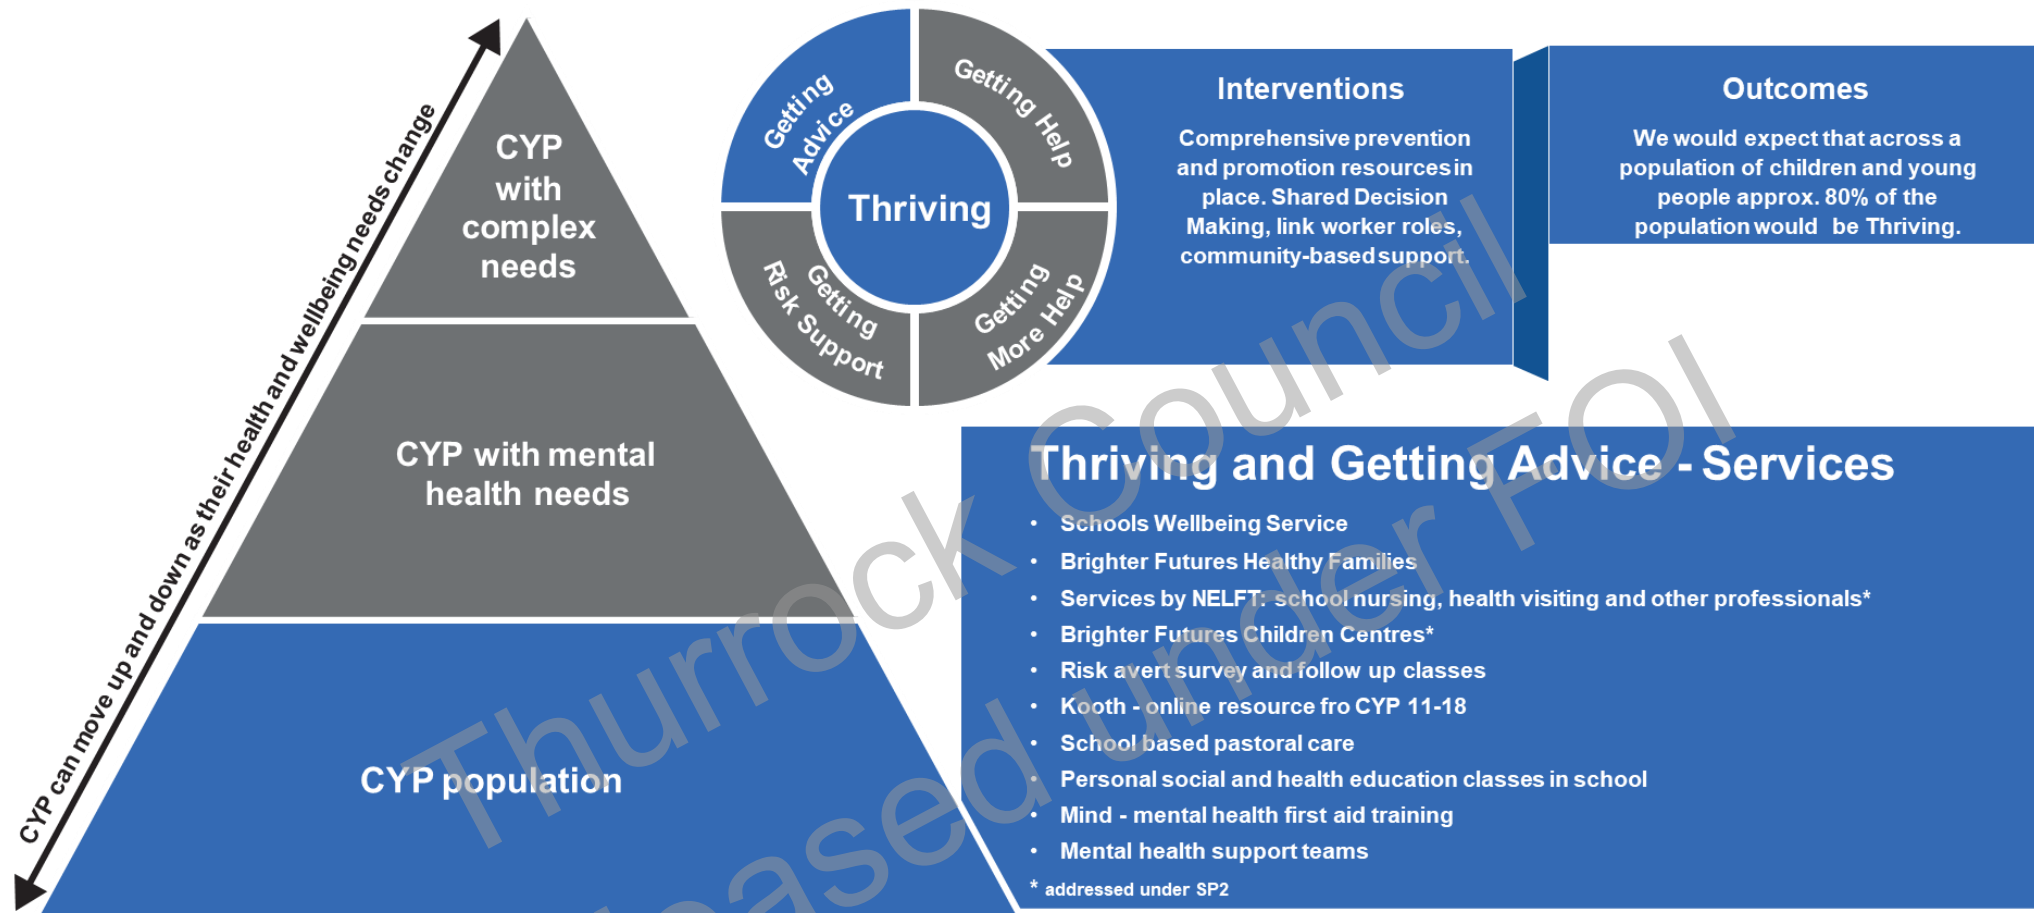 CYP can move up and down as their health and wellbeing needs change
CYP
with
complex
needs
CYP with mental
health needs
CYP population
Getting
Advice
Getting Help
Thriving
Getting
Risk Support
Getting
More Help
Interventions
Comprehensive prevention
and promotion resources in
place. Shared Decision
Making, link worker roles,
community-based support.
Outcomes
We would expect that across a
population of children and young
people approx. 80% of the
population would be Thriving.
Thriving and Getting Advice - Services
• Schools Wellbeing Service
• Brighter Futures Healthy Families
• Services by NELFT: school nursing, health visiting and other professionals*
• Brighter Futures Children Centres*
• Risk avert survey and follow up classes
• Kooth - online resource fro CYP 11-18
• School based pastoral care
• Personal social and health education classes in school
• Mind - mental health first aid training
• Mental health support teams
* addressed under SP2
Thurrock Council
under FOI